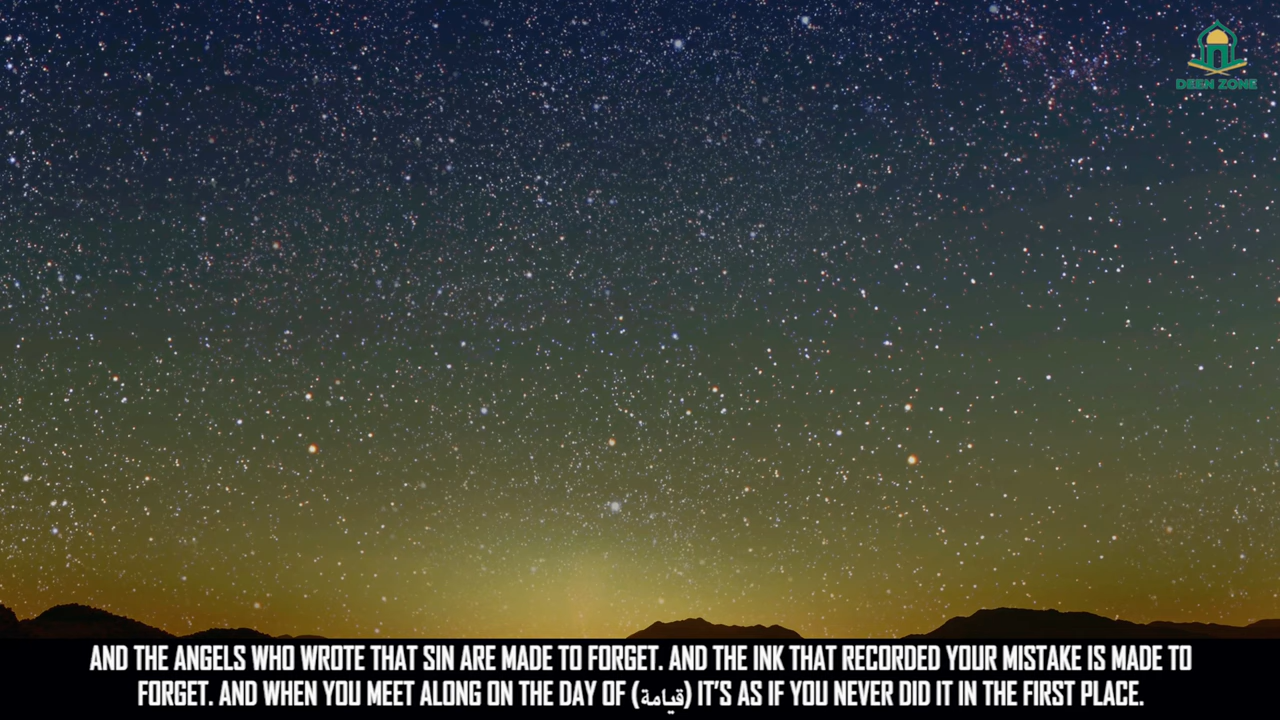 DEEN ZONE
AND THE ANGELS WHO WROTE THAT SIN ARE MADE TO FORGET. AND THE INK THAT RECORDED YOUR MISTAKE IS MADE TO
FORGET. AND WHEN YOU MEET ALONG ON THE DAY OF (قيامة) IT'S AS IF YOU NEVER DID IT IN THE FIRST PLACE.